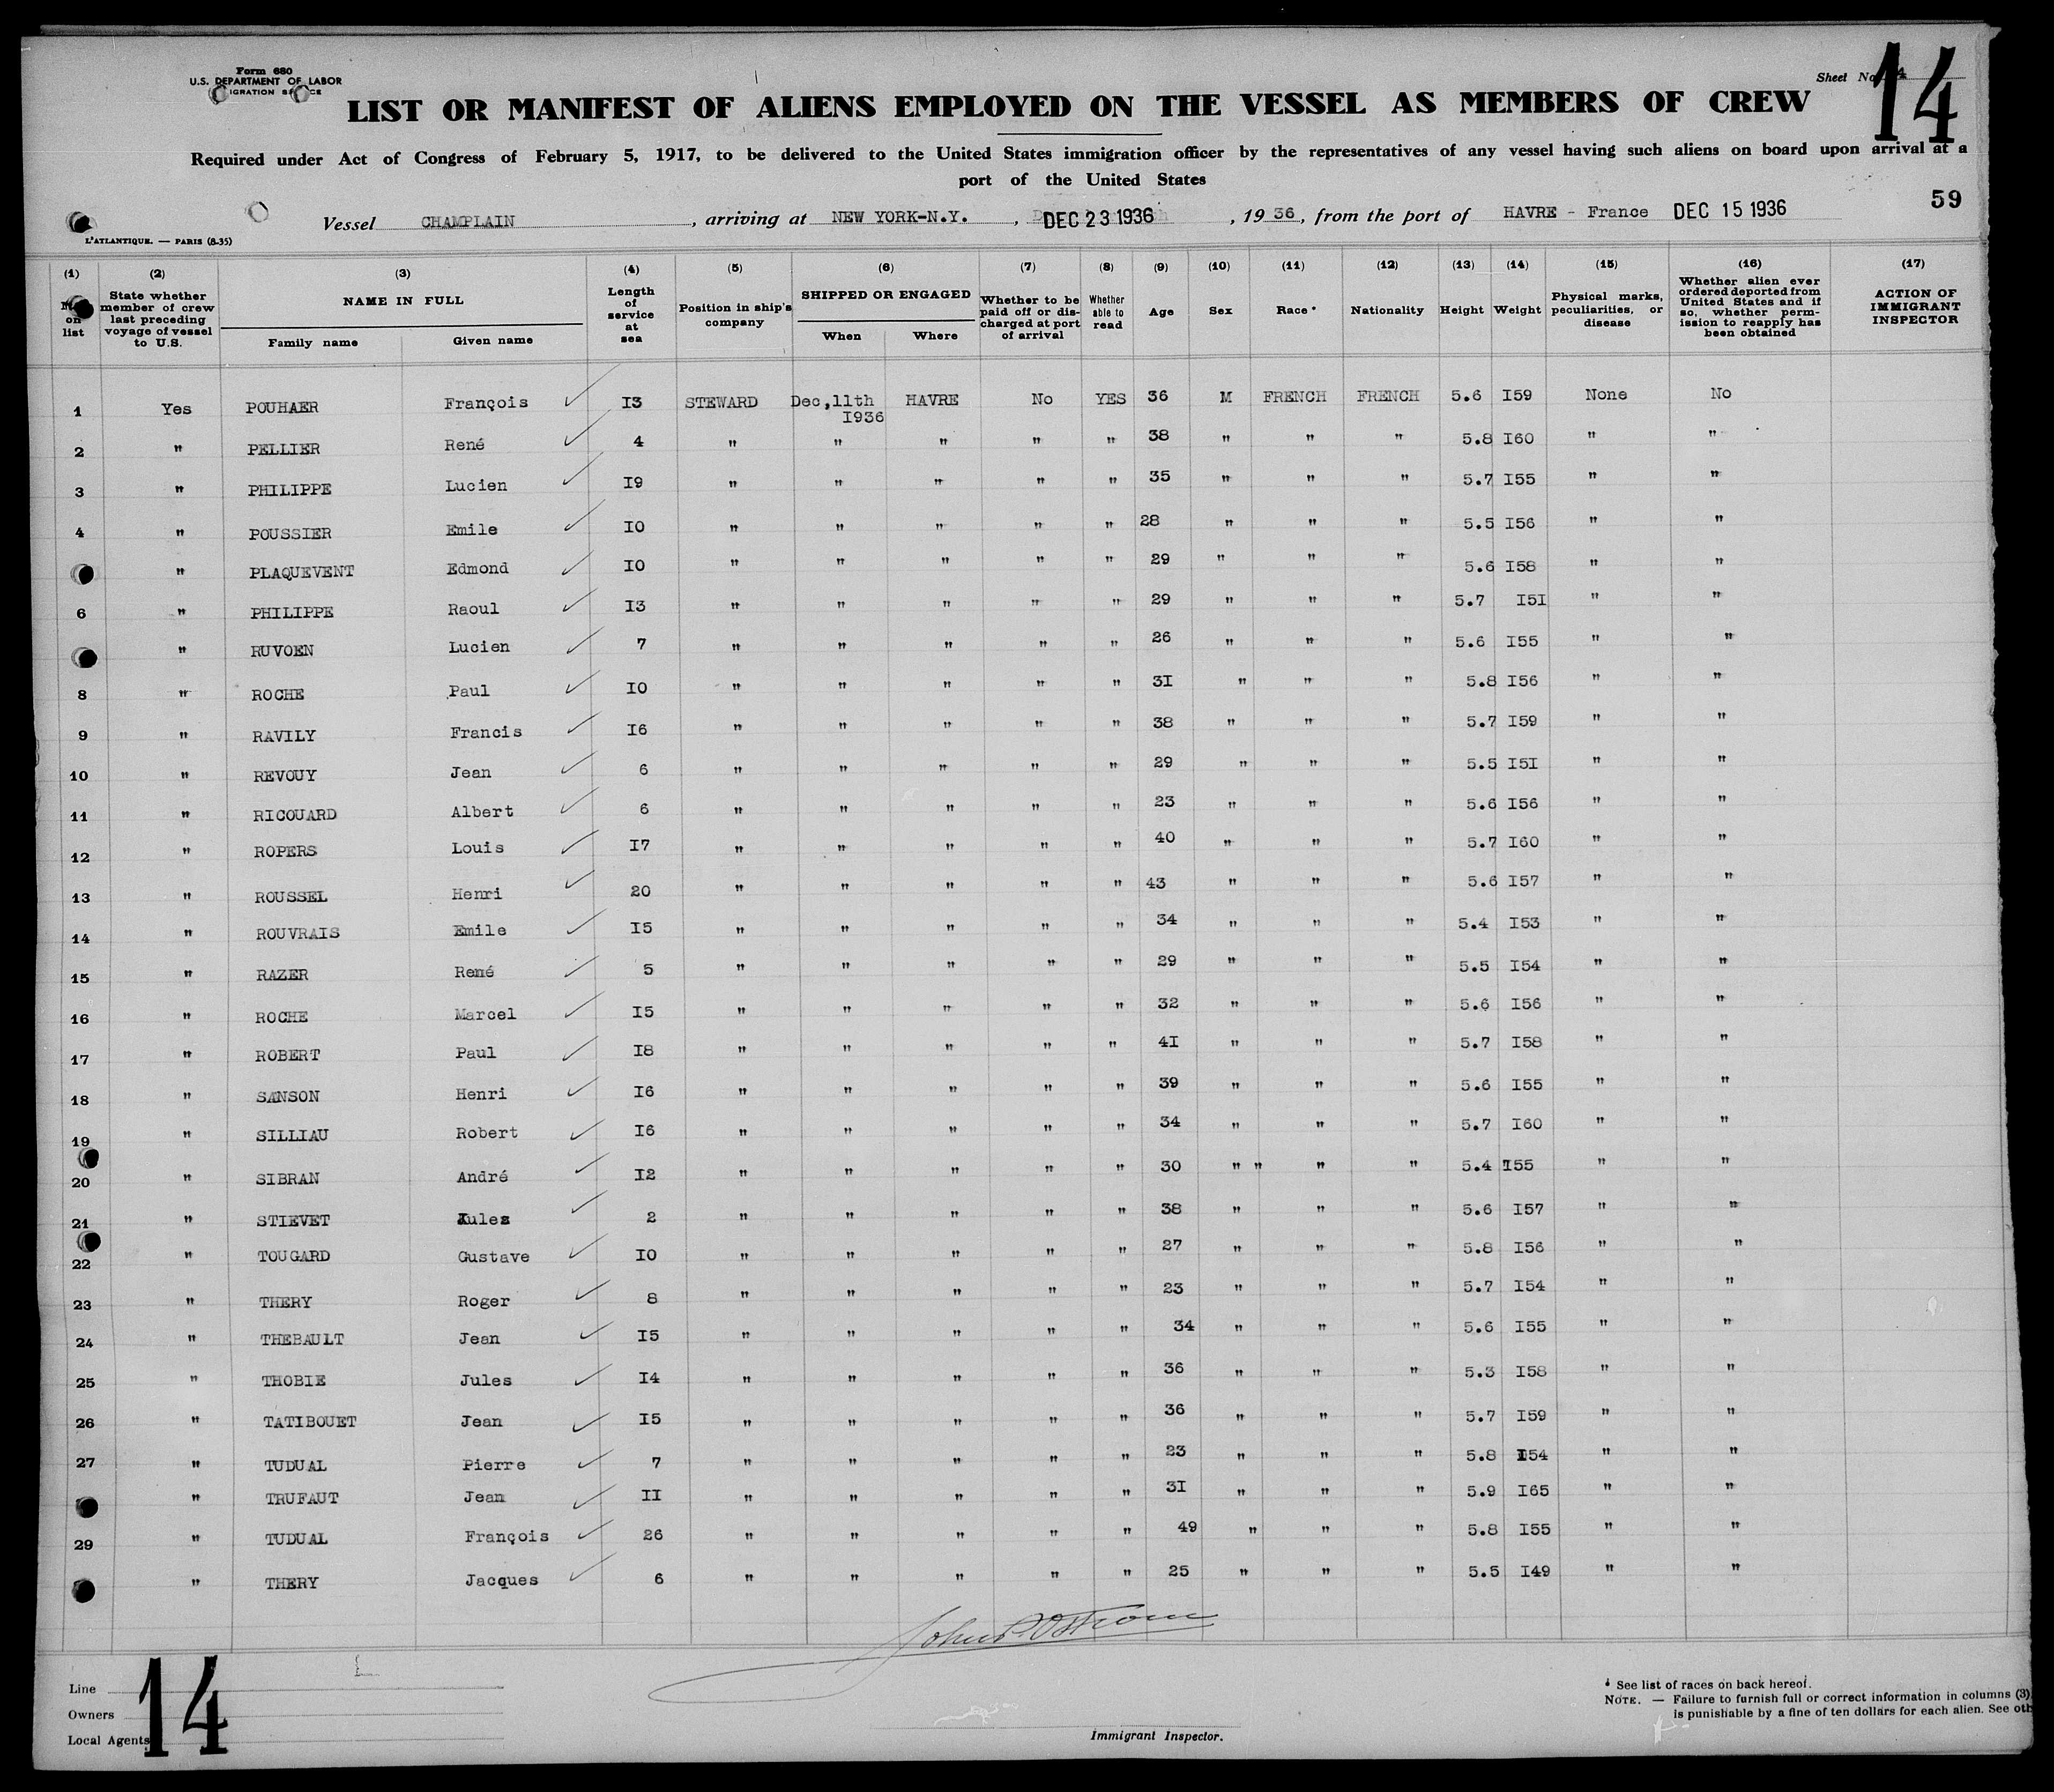 Form 680
U.S. DEPARTMENT OF LABOR
Sheet No.
14
LIST OR MANIFEST OF ALIENS EMPLOYED ON THE VESSEL AS MEMBERS OF CREW
Required under Act of Congress of February 5, 1917, to be delivered to the United States immigration officer by the representatives of any vessel having such aliens on board upon arrival at a
port of the United States
59
Vessel CHAMPLAIN, arriving at NEW YORK-N.Y., DEC 23 1936, 1936, from the port of HAVRE - France DEC 15 1936
L'ATLANTIQUE. — PARIS (8-35)
(1) (2) (3) (4) (5) (6) (7) (8) (9) (10) (11) (12) (13) (14) (15) (16) (17)
on list
State whether member of crew last preceding voyage of vessel to U.S.
NAME IN FULL
Family name Given name
Length of service at sea
Position in ship's company
SHIPPED OR ENGAGED
When Where
Whether to be paid off or discharged at port of arrival
Whether able to read
Age
Sex
Race *
Nationality
Height
Weight
Physical marks, peculiarities, or disease
Whether alien ever ordered deported from United States and if so, whether permission to reapply has been obtained
ACTION OF IMMIGRANT INSPECTOR
1 Yes POUHAER François I3 STEWARD Dec,11th I936 HAVRE No YES 36 M FRENCH FRENCH 5.6 I59 None No
2 " PELLIER René 4 " " " " " 38 " " " 5.8 I60 " "
3 " PHILIPPE Lucien I9 " " " " " 35 " " " 5.7 I55 " "
4 " POUSSIER Emile IO " " " " " 28 " " " 5.5 I56 " "
" PLAQUEVENT Edmond IO " " " " " 29 " " " 5.6 I58 " "
6 " PHILIPPE Raoul I3 " " " " " 29 " " " 5.7 I5I " "
" RUVOEN Lucien 7 " " " " " 26 " " " 5.6 I55 " "
8 " ROCHE Paul IO " " " " " 3I " " " 5.8 I56 " "
9 " RAVILY Francis I6 " " " " " 38 " " " 5.7 I59 " "
10 " REVOUY Jean 6 " " " " " 29 " " " 5.5 I5I " "
11 " RICOUARD Albert 6 " " " " " 23 " " " 5.6 I56 " "
12 " ROPERS Louis I7 " " " " " 40 " " " 5.7 I60 " "
13 " ROUSSEL Henri 20 " " " " " 43 " " " 5.6 I57 " "
14 " ROUVRAIS Emile I5 " " " " " 34 " " " 5.4 I53 " "
15 " RAZER René 5 " " " " " 29 " " " 5.5 I54 " "
16 " ROCHE Marcel I5 " " " " " 32 " " " 5.6 I56 " "
17 " ROBERT Paul I8 " " " " " 4I " " " 5.7 I58 " "
18 " SANSON Henri I6 " " " " " 39 " " " 5.6 I55 " "
19 " SILLIAU Robert I6 " " " " " 34 " " " 5.7 I60 " "
20 " SIBRAN André I2 " " " " " 30 " " " " 5.4 I55 " "
21 " STIEVET Jules 2 " " " " " 38 " " " 5.6 I57 " "
22 " TOUGARD Gustave IO " " " " " 27 " " " 5.8 I56 " "
23 " THERY Roger 8 " " " " " 23 " " " 5.7 I54 " "
24 " THEBAULT Jean I5 " " " " " 34 " " " 5.6 I55 " "
25 " THOBIE Jules I4 " " " " " 36 " " " 5.3 I58 " "
26 " TATIBOUET Jean I5 " " " " " 36 " " " 5.7 I59 " "
27 " TUDUAL Pierre 7 " " " " " 23 " " " 5.8 I54 " "
" TRUFAUT Jean II " " " " " 3I " " " 5.9 I65 " "
29 " TUDUAL François 26 " " " " " 49 " " " 5.8 I55 " "
" THERY Jacques 6 " " " " " 25 " " " 5.5 I49 " "
Line
Owners
Local Agents
14
Immigrant Inspector.
* See list of races on back hereof.
NOTE. — Failure to furnish full or correct information in columns (3)
is punishable by a fine of ten dollars for each alien. See